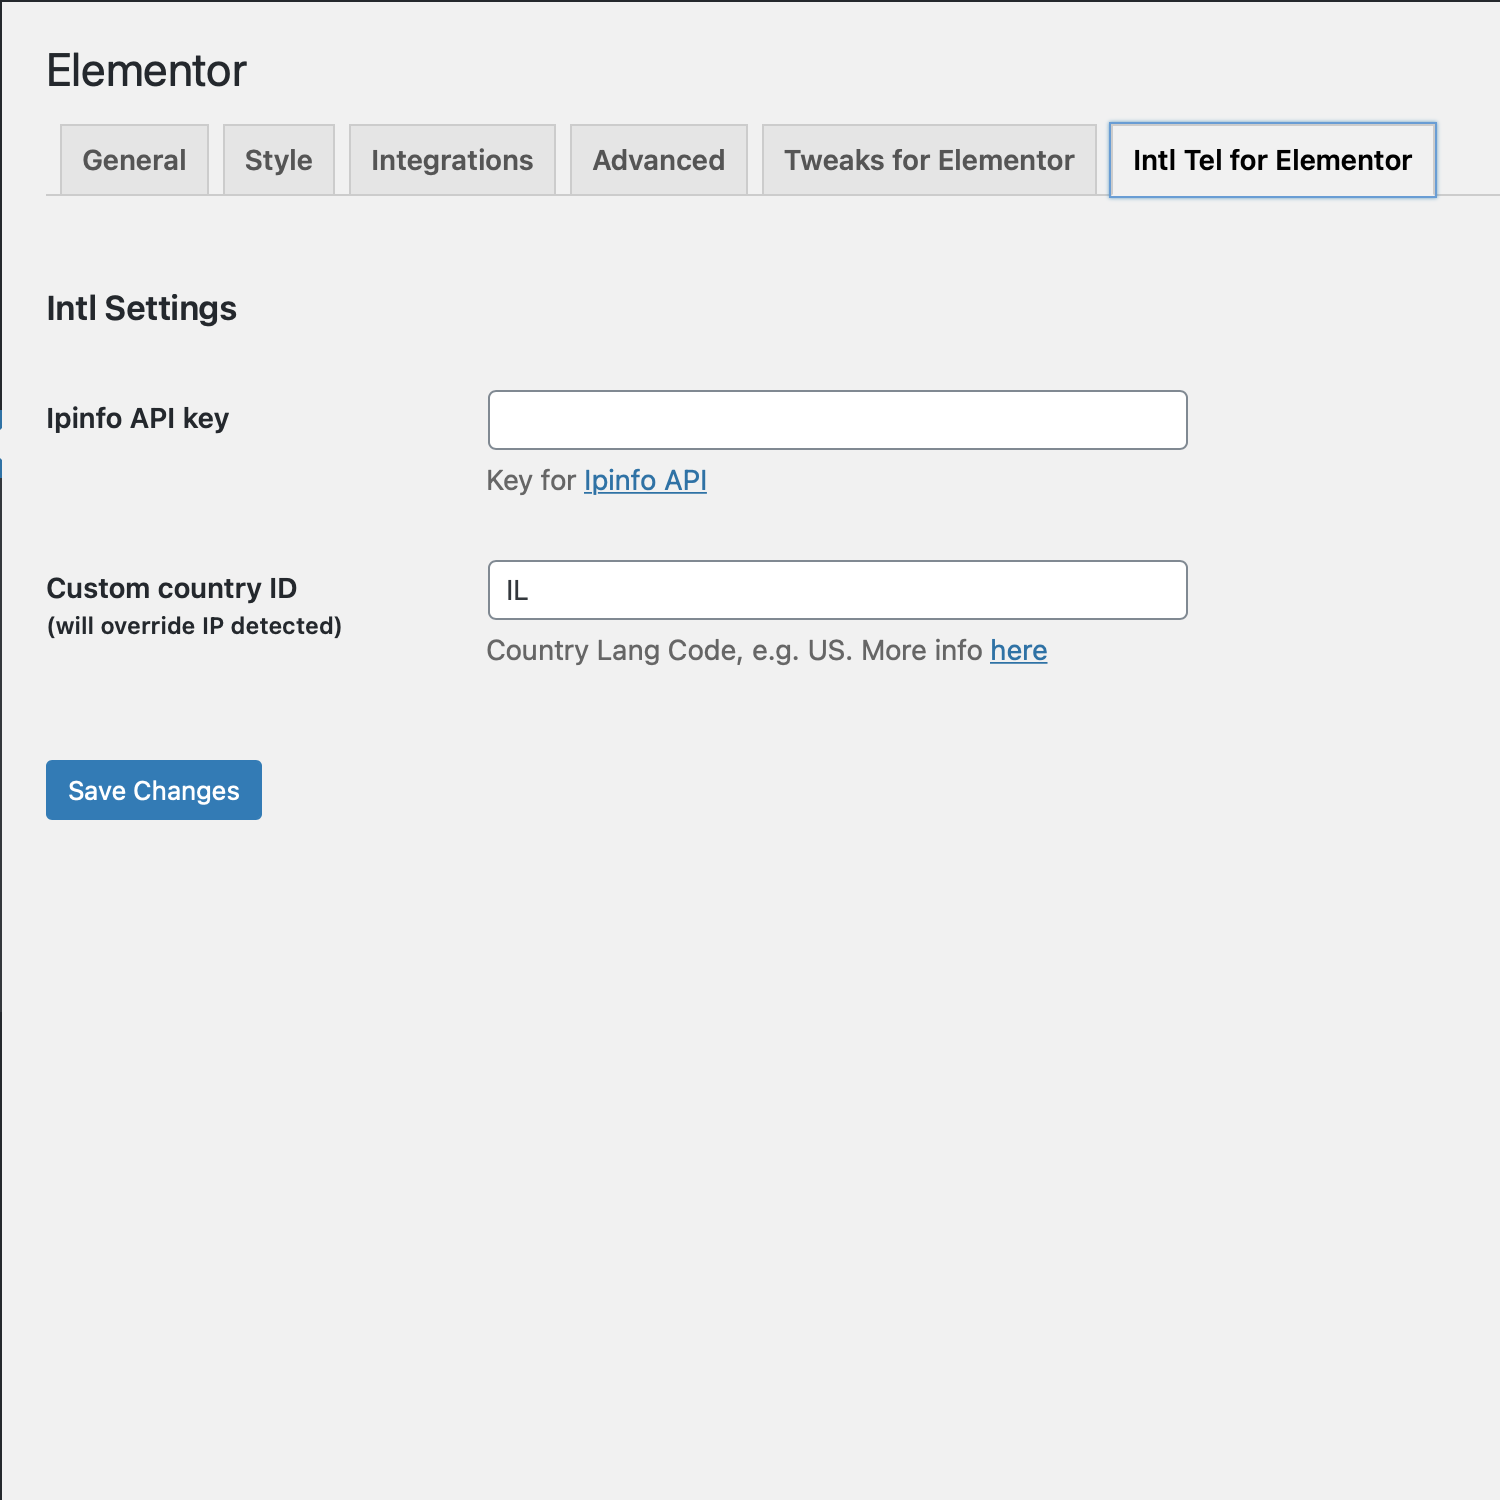 Elementor
General Style Integrations Advanced Tweaks for Elementor Intl Tel for Elementor
Intl Settings
Ipinfo API key
Key for Ipinfo API
Custom country ID
(will override IP detected)
IL
Country Lang Code, e.g. US. More info here
Save Changes